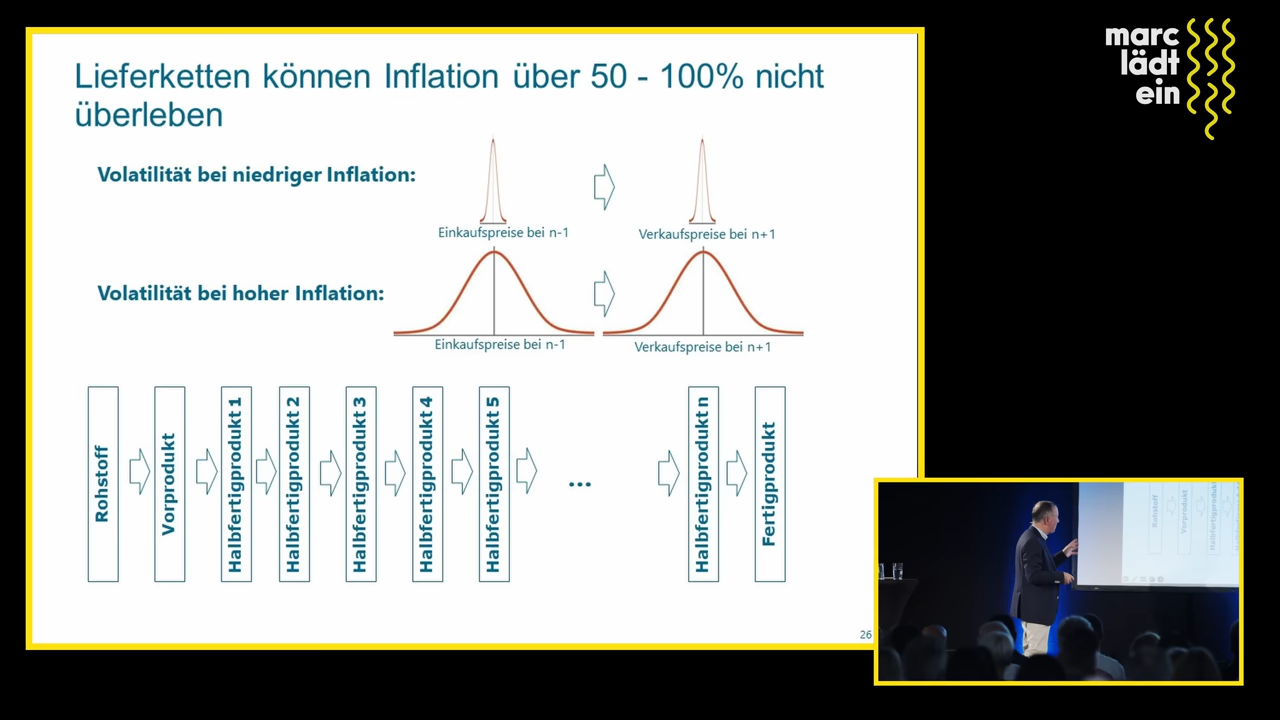 marc
lädt
ein
Lieferketten können Inflation über 50 - 100% nicht
überleben
Volatilität bei niedriger Inflation:
Einkaufspreise bei n-1
Verkaufspreise bei n+1
Volatilität bei hoher Inflation:
Einkaufspreise bei n-1
Verkaufspreise bei n+1
Rohstoff
Vorprodukt
Halbfertigprodukt 1
Halbfertigprodukt 2
Halbfertigprodukt 3
Halbfertigprodukt 4
Halbfertigprodukt 5
...
Halbfertigprodukt n
Fertigprodukt
26
Rohstoff
Vorprodukt